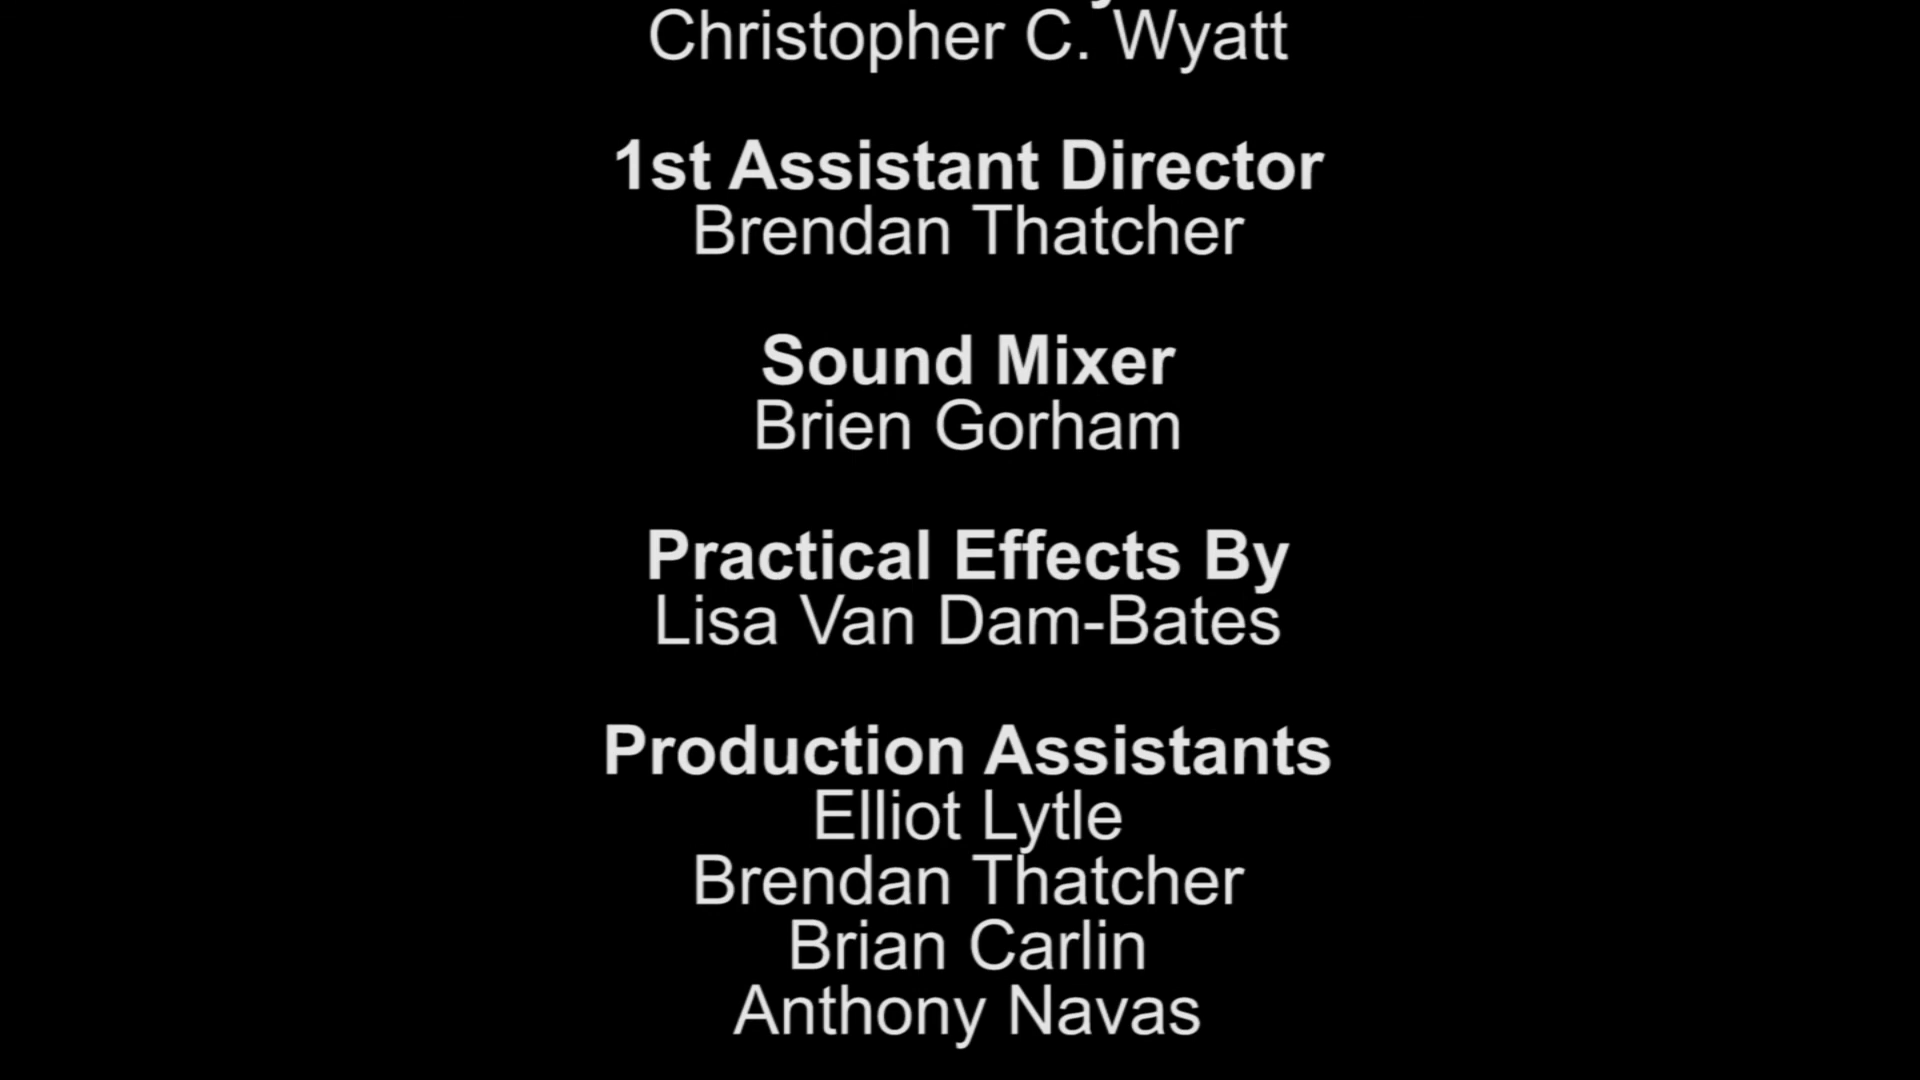 Christopher C. Wyatt
1st Assistant Director
Brendan Thatcher
Sound Mixer
Brien Gorham
Practical Effects By
Lisa Van Dam-Bates
Production Assistants
Elliot Lytle
Brendan Thatcher
Brian Carlin
Anthony Navas